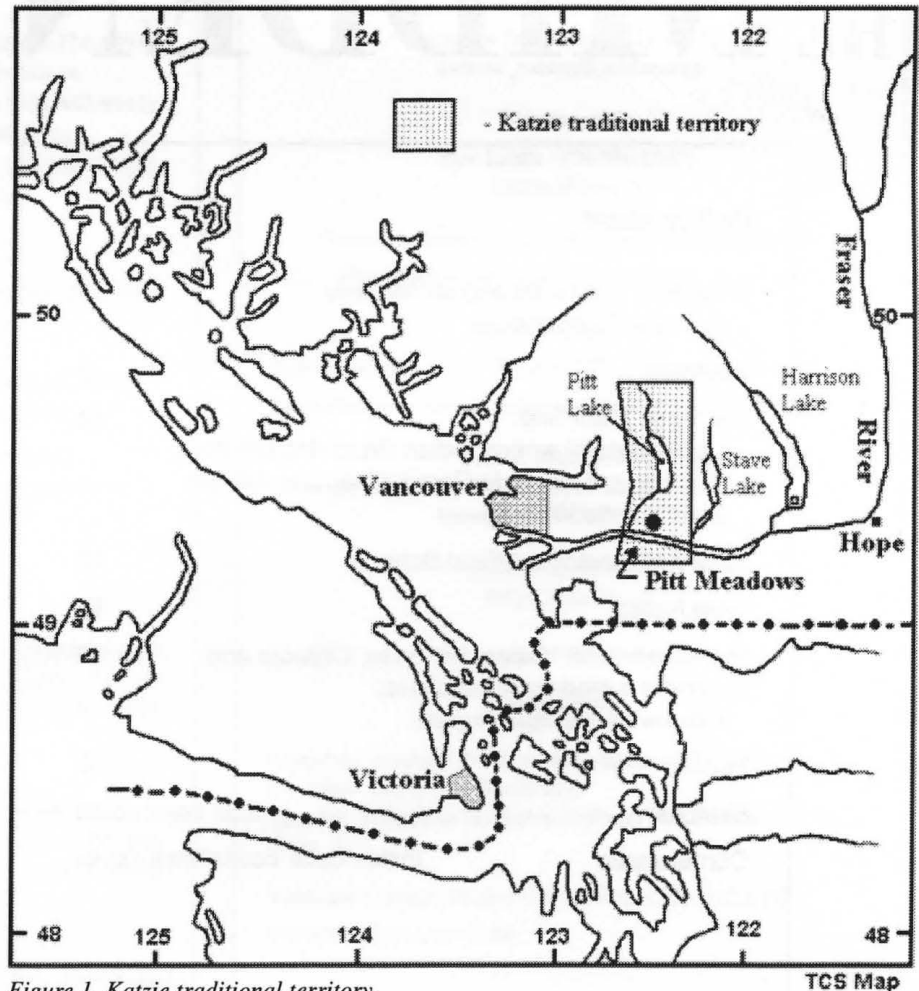 125 124 123 122
- Katzie traditional territory
Fraser
50 50
Pitt
Lake
Harrison
Lake
River
Stave
Lake
Vancouver
Hope
Pitt Meadows
49 49
Victoria
48 125 124 123 122 48
TCS Map
Figure 1. Katzie traditional territory